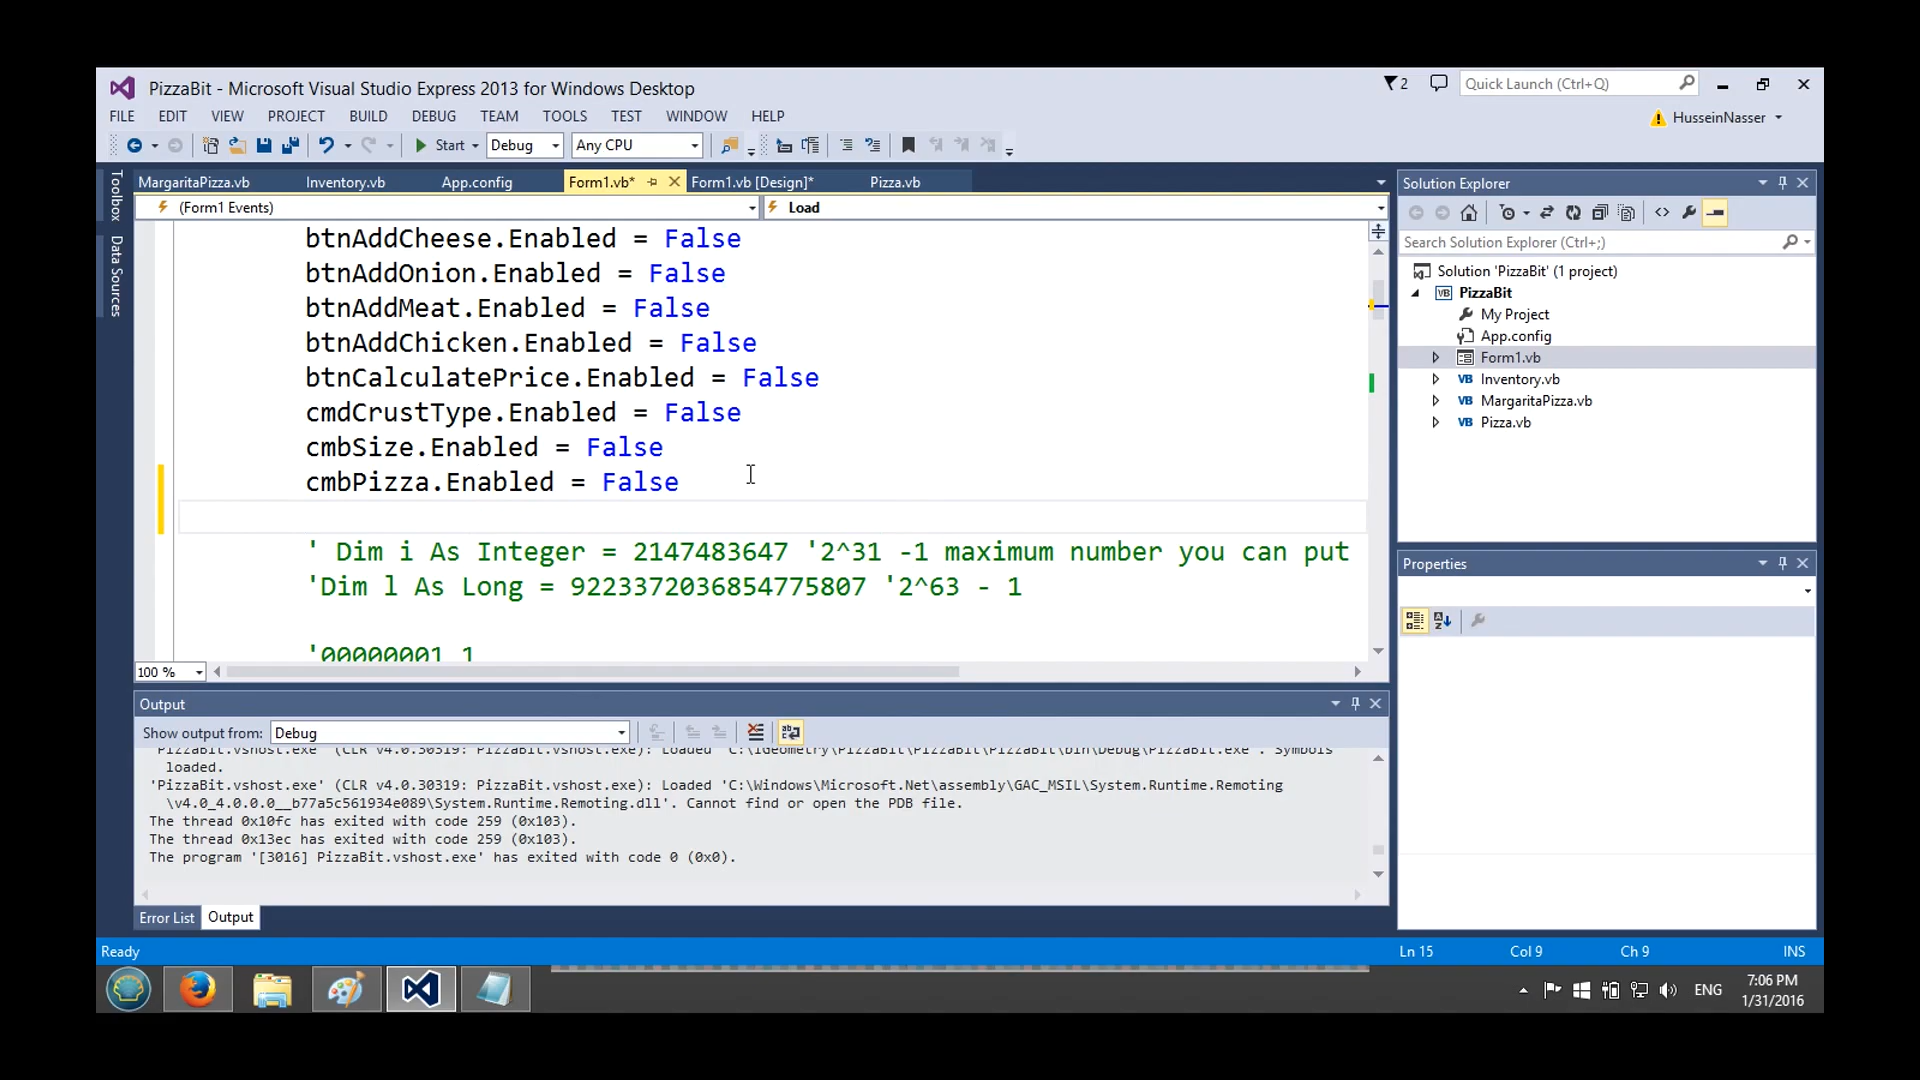 PizzaBit - Microsoft Visual Studio Express 2013 for Windows Desktop
2
Quick Launch (Ctrl+Q)
FILE EDIT VIEW PROJECT BUILD DEBUG TEAM TOOLS TEST WINDOW HELP
HusseinNasser
Start Debug Any CPU
Toolbox
Data Sources
MargaritaPizza.vb Inventory.vb App.config Form1.vb* Form1.vb [Design]* Pizza.vb
(Form1 Events) Load
btnAddCheese.Enabled = False
btnAddOnion.Enabled = False
btnAddMeat.Enabled = False
btnAddChicken.Enabled = False
btnCalculatePrice.Enabled = False
cmdCrustType.Enabled = False
cmbSize.Enabled = False
cmbPizza.Enabled = False
' Dim i As Integer = 2147483647 '2^31 -1 maximum number you can put
'Dim l As Long = 9223372036854775807 '2^63 - 1
'00000001 1
100 %
Output
Show output from: Debug
'PizzaBit.vshost.exe' (CLR v4.0.30319: PizzaBit.vshost.exe): Loaded 'C:\IGeometry\PizzaBit\PizzaBit\PizzaBit\bin\Debug\PizzaBit.exe'. Symbols
loaded.
'PizzaBit.vshost.exe' (CLR v4.0.30319: PizzaBit.vshost.exe): Loaded 'C:\Windows\Microsoft.Net\assembly\GAC_MSIL\System.Runtime.Remoting
\v4.0_4.0.0.0__b77a5c561934e089\System.Runtime.Remoting.dll'. Cannot find or open the PDB file.
The thread 0x10fc has exited with code 259 (0x103).
The thread 0x13ec has exited with code 259 (0x103).
The program '[3016] PizzaBit.vshost.exe' has exited with code 0 (0x0).
Error List Output
Solution Explorer
Search Solution Explorer (Ctrl+;)
Solution 'PizzaBit' (1 project)
VB PizzaBit
My Project
App.config
Form1.vb
VB Inventory.vb
VB MargaritaPizza.vb
VB Pizza.vb
Properties
Ready Ln 15 Col 9 Ch 9 INS
ENG
7:06 PM
1/31/2016